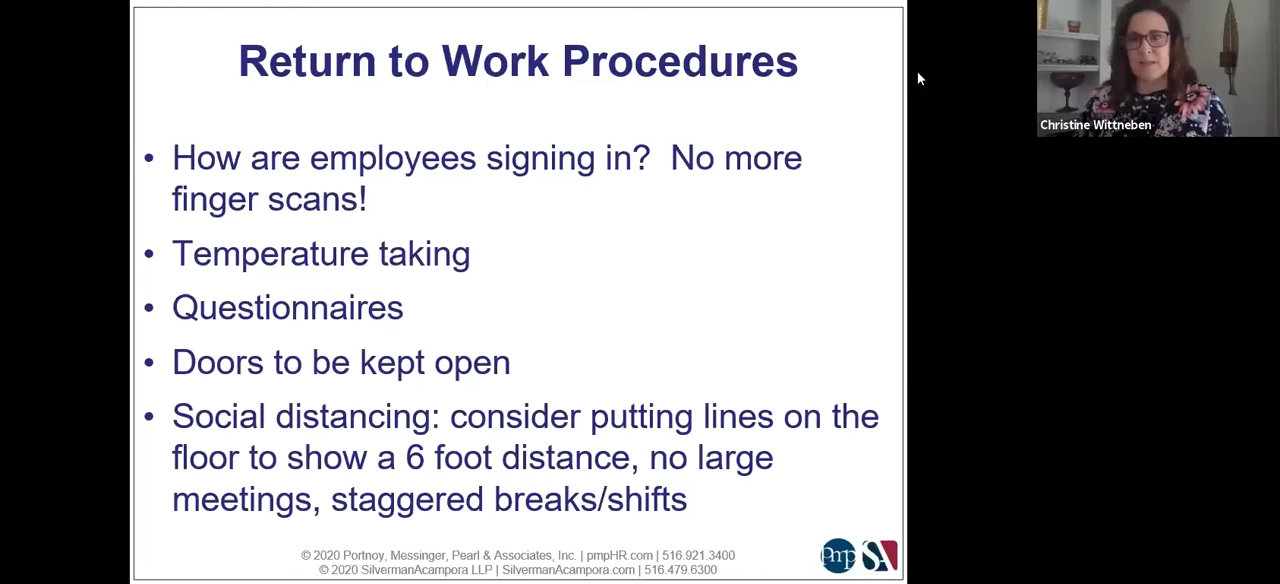 Return to Work Procedures
Christine Wittneben
• How are employees signing in?  No more
finger scans!
• Temperature taking
• Questionnaires
• Doors to be kept open
• Social distancing: consider putting lines on the
floor to show a 6 foot distance, no large
meetings, staggered breaks/shifts
© 2020 Portnoy, Messinger, Pearl & Associates, Inc. | pmpHR.com | 516.921.3400
© 2020 SilvermanAcampora LLP | SilvermanAcampora.com | 516.479.6300
pmp SA